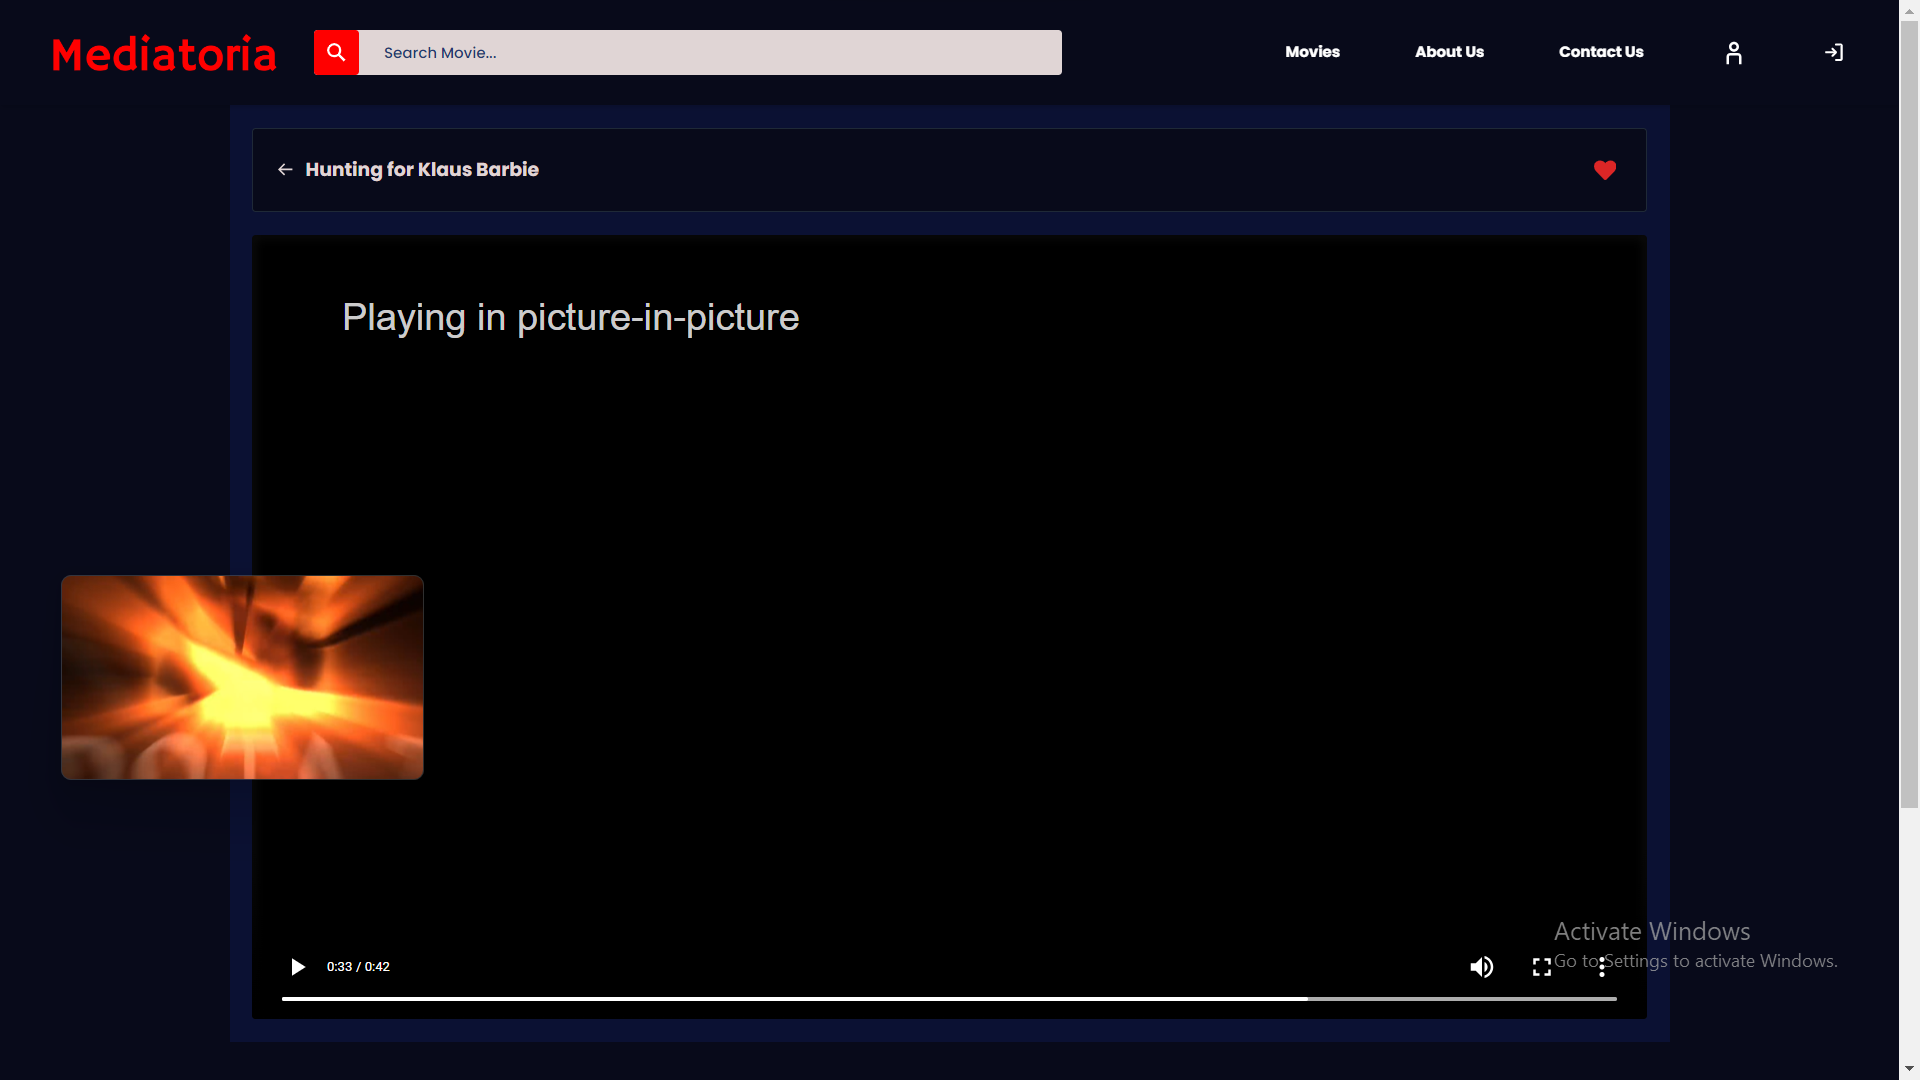 Mediatoria
Search Movie...
Movies
About Us
Contact Us
Hunting for Klaus Barbie
Playing in picture-in-picture
0:33 / 0:42
Activate Windows
Go to Settings to activate Windows.